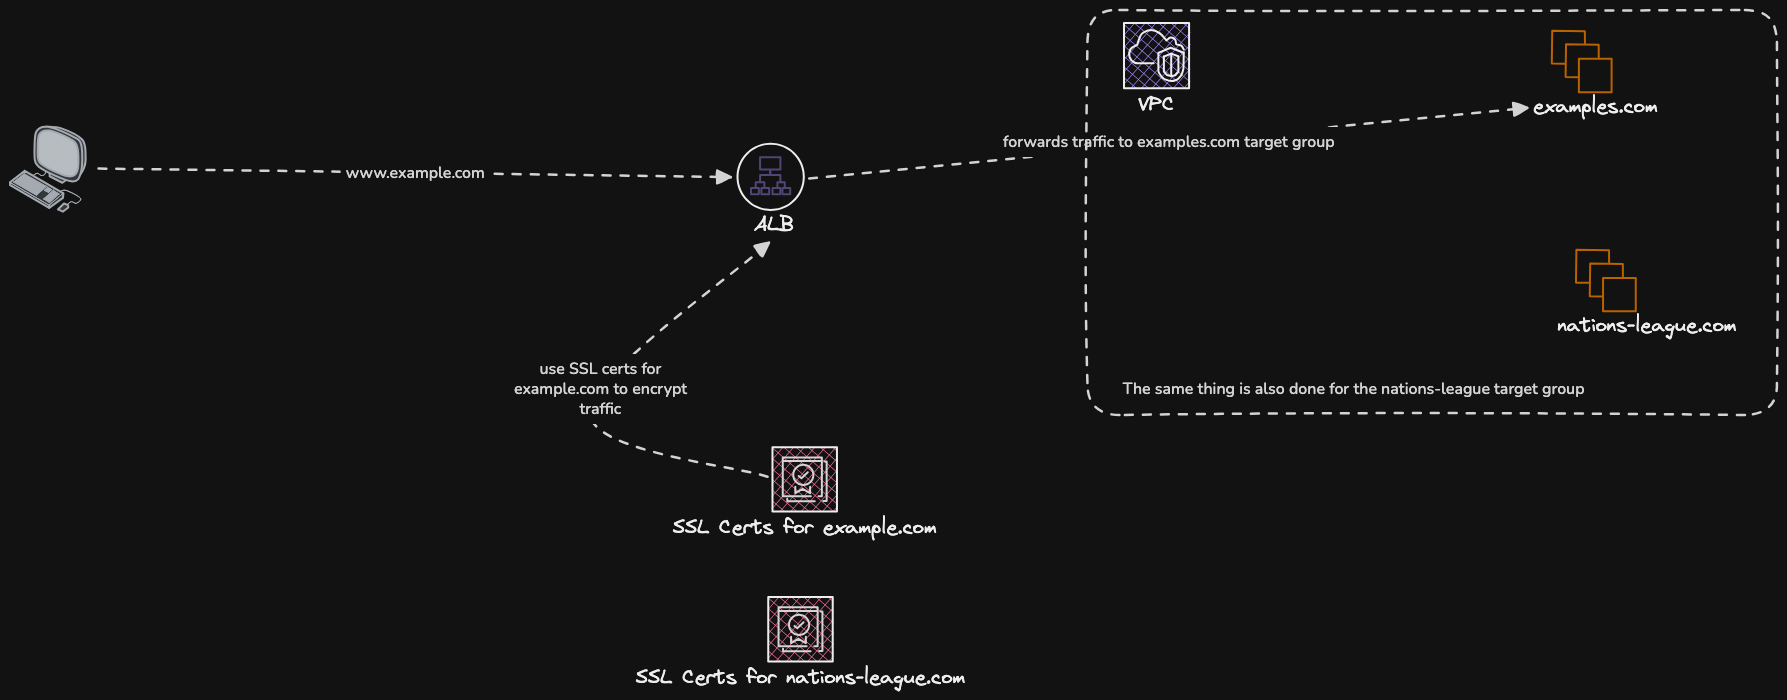 VPC
examples.com
forwards traffic to examples.com target group
www.example.com
ALB
nations-league.com
use SSL certs for
example.com to encrypt
traffic
The same thing is also done for the nations-league target group
SSL Certs for example.com
SSL Certs for nations-league.com